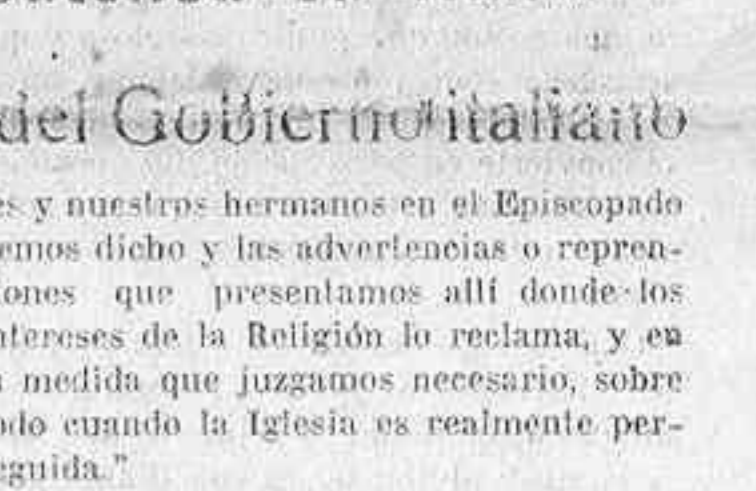 del Gobierno italiano
es y nuestros hermanos en el Episcopado
emos dicho y las advertencias o repren-
iones que presentamos allí donde los
ntereses de la Religión lo reclama, y en
a medida que juzgamos necesario, sobre
odo cuando la Iglesia es realmente per-
eguida."